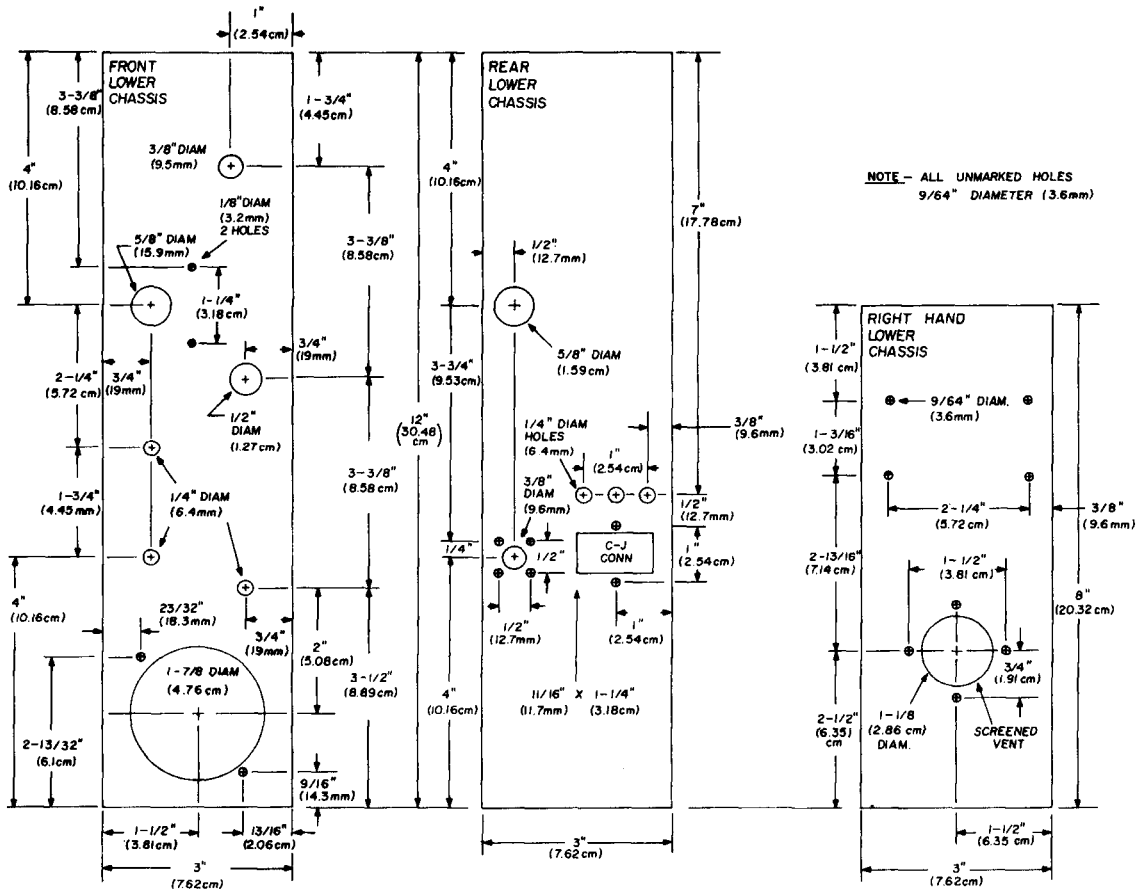 1"
(2.54cm)
FRONT
LOWER
CHASSIS
3-3/8"
(8.58cm)
1-3/4"
(4.45cm)
3/8" DIAM
(9.5mm)
4"
(10.16cm)
1/8" DIAM
(3.2mm)
2 HOLES
5/8" DIAM
(15.9mm)
3-3/8"
(8.58cm)
1-1/4"
(3.18cm)
3/4"
(19mm)
2-1/4"
(5.72cm)
3/4"
(19mm)
1/2"
DIAM
(1.27cm)
12"
(30.48
cm
1-3/4"
(4.45cm)
1/4" DIAM
(6.4mm)
3-3/8"
(8.58cm)
4"
(10.16cm)
23/32"
(18.3mm)
3/4"
(19mm)
2"
(5.08cm)
1-7/8 DIAM
(4.76cm)
3-1/2"
(8.89cm)
2-13/32"
(6.1cm)
9/16"
(14.3mm)
1-1/2"
(3.81cm)
13/16"
(2.06cm)
3"
(7.62cm)
REAR
LOWER
CHASSIS
4"
(10.16cm)
7"
(17.78cm)
1/2"
(12.7mm)
5/8" DIAM
(1.59cm)
3-3/4"
(9.53cm)
1/4" DIAM
HOLES
(6.4mm)
3/8"
(9.6mm)
1"
(2.54cm)
3/8"
DIAM
(9.6mm)
1/2"
(12.7mm)
1/4"
1/2"
C-J
CONN
1"
(2.54cm)
1/2"
(12.7mm)
1"
(2.54cm)
4"
(10.16cm)
11/16" X 1-1/4"
(11.7mm) (3.18cm)
3"
(7.62cm)
NOTE - ALL UNMARKED HOLES
9/64" DIAMETER (3.6mm)
RIGHT HAND
LOWER
CHASSIS
1-1/2"
(3.81cm)
9/64" DIAM.
(3.6mm)
1-3/16"
(3.02cm)
2-1/4"
(5.72cm)
3/8"
(9.6mm)
2-13/16"
(7.14cm)
1-1/2"
(3.81cm)
8"
(20.32cm)
3/4"
(1.91cm)
2-1/2"
(6.35)
cm
1-1/8
(2.86cm)
DIAM.
SCREENED
VENT
1-1/2"
(6.35 cm)
3"
(7.62cm)